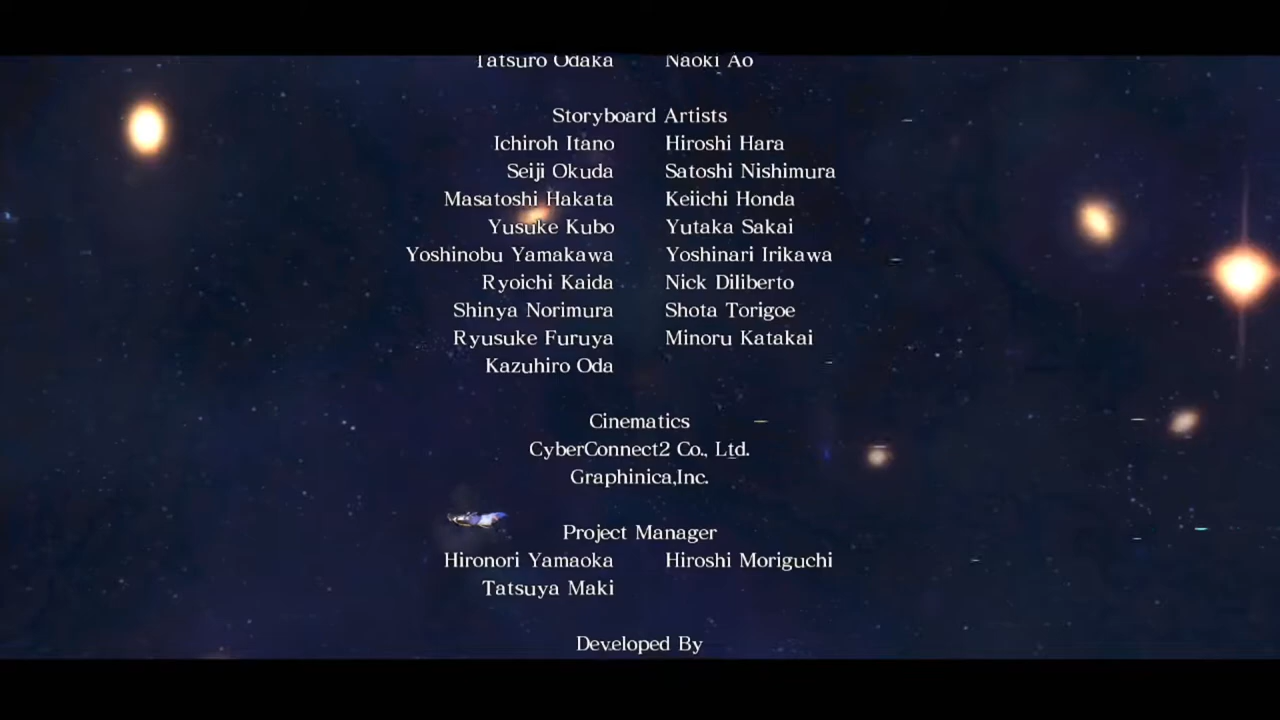 Tatsuro Odaka Naoki Ao
Storyboard Artists
Ichiroh Itano Hiroshi Hara
Seiji Okuda Satoshi Nishimura
Masatoshi Hakata Keiichi Honda
Yusuke Kubo Yutaka Sakai
Yoshinobu Yamakawa Yoshinari Irikawa
Ryoichi Kaida Nick Diliberto
Shinya Norimura Shota Torigoe
Ryusuke Furuya Minoru Katakai
Kazuhiro Oda
Cinematics
CyberConnect2 Co., Ltd.
Graphinica,Inc.
Project Manager
Hironori Yamaoka Hiroshi Moriguchi
Tatsuya Maki
Developed By